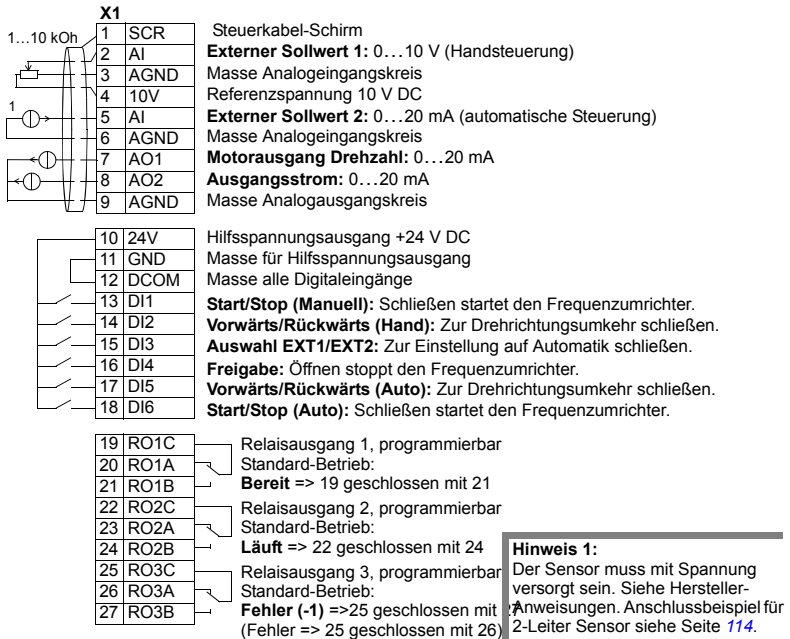 X1
1…10 kOh
1 SCR Steuerkabel-Schirm
2 AI Externer Sollwert 1: 0…10 V (Handsteuerung)
3 AGND Masse Analogeingangskreis
4 10V Referenzspannung 10 V DC
1
5 AI Externer Sollwert 2: 0…20 mA (automatische Steuerung)
6 AGND Masse Analogeingangskreis
7 AO1 Motorausgang Drehzahl: 0…20 mA
8 AO2 Ausgangsstrom: 0…20 mA
9 AGND Masse Analogausgangskreis
10 24V Hilfsspannungsausgang +24 V DC
11 GND Masse für Hilfsspannungsausgang
12 DCOM Masse alle Digitaleingänge
13 DI1 Start/Stop (Manuell): Schließen startet den Frequenzumrichter.
14 DI2 Vorwärts/Rückwärts (Hand): Zur Drehrichtungsumkehr schließen.
15 DI3 Auswahl EXT1/EXT2: Zur Einstellung auf Automatik schließen.
16 DI4 Freigabe: Öffnen stoppt den Frequenzumrichter.
17 DI5 Vorwärts/Rückwärts (Auto): Zur Drehrichtungsumkehr schließen.
18 DI6 Start/Stop (Auto): Schließen startet den Frequenzumrichter.
19 RO1C Relaisausgang 1, programmierbar
20 RO1A Standard-Betrieb:
21 RO1B Bereit => 19 geschlossen mit 21
22 RO2C Relaisausgang 2, programmierbar
23 RO2A Standard-Betrieb:
24 RO2B Läuft => 22 geschlossen mit 24
25 RO3C Relaisausgang 3, programmierbar
26 RO3A Standard-Betrieb:
27 RO3B Fehler (-1) =>25 geschlossen mit 27
(Fehler => 25 geschlossen mit 26)
Hinweis 1:
Der Sensor muss mit Spannung
versorgt sein. Siehe Hersteller-
Anweisungen. Anschlussbeispiel für
2-Leiter Sensor siehe Seite 114.